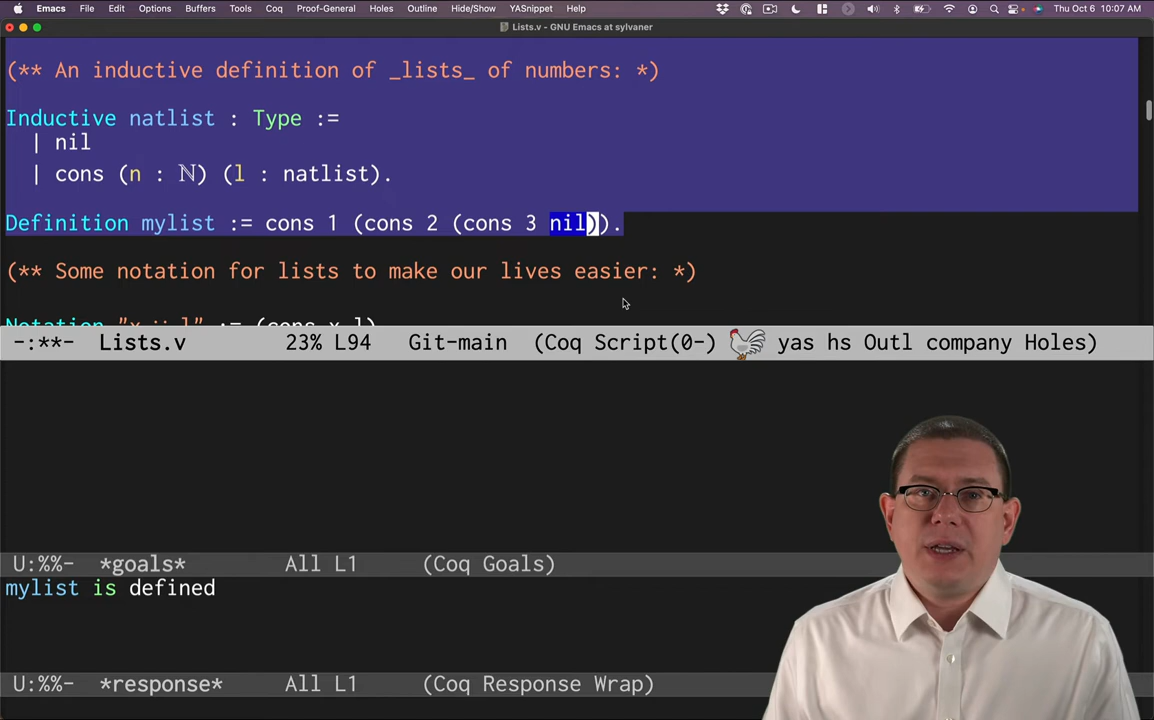 Emacs File Edit Options Buffers Tools Coq Proof-General Holes Outline Hide/Show YASnippet Help Thu Oct 6 10:07 AM
Lists.v - GNU Emacs at sylvaner
(** An inductive definition of _lists_ of numbers: *)
Inductive natlist : Type :=
| nil
| cons (n : ℕ) (l : natlist).
Definition mylist := cons 1 (cons 2 (cons 3 nil)).
(** Some notation for lists to make our lives easier: *)
Notation "x :: l" := (cons x l)
-:**- Lists.v 23% L94 Git-main (Coq Script(0-) yas hs Outl company Holes)
U:%%- *goals* All L1 (Coq Goals)
mylist is defined
U:%%- *response* All L1 (Coq Response Wrap)